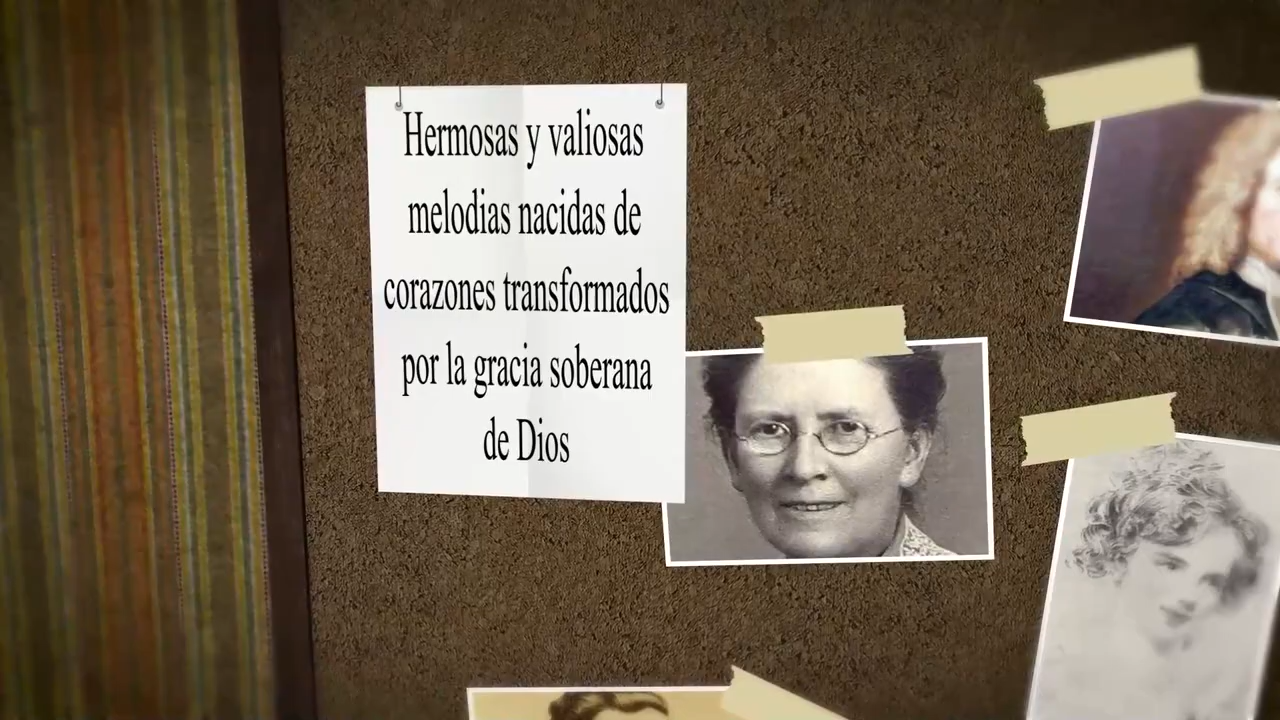 Hermosas y valiosas
melodias nacidas de
corazones transformados
por la gracia soberana
de Dios